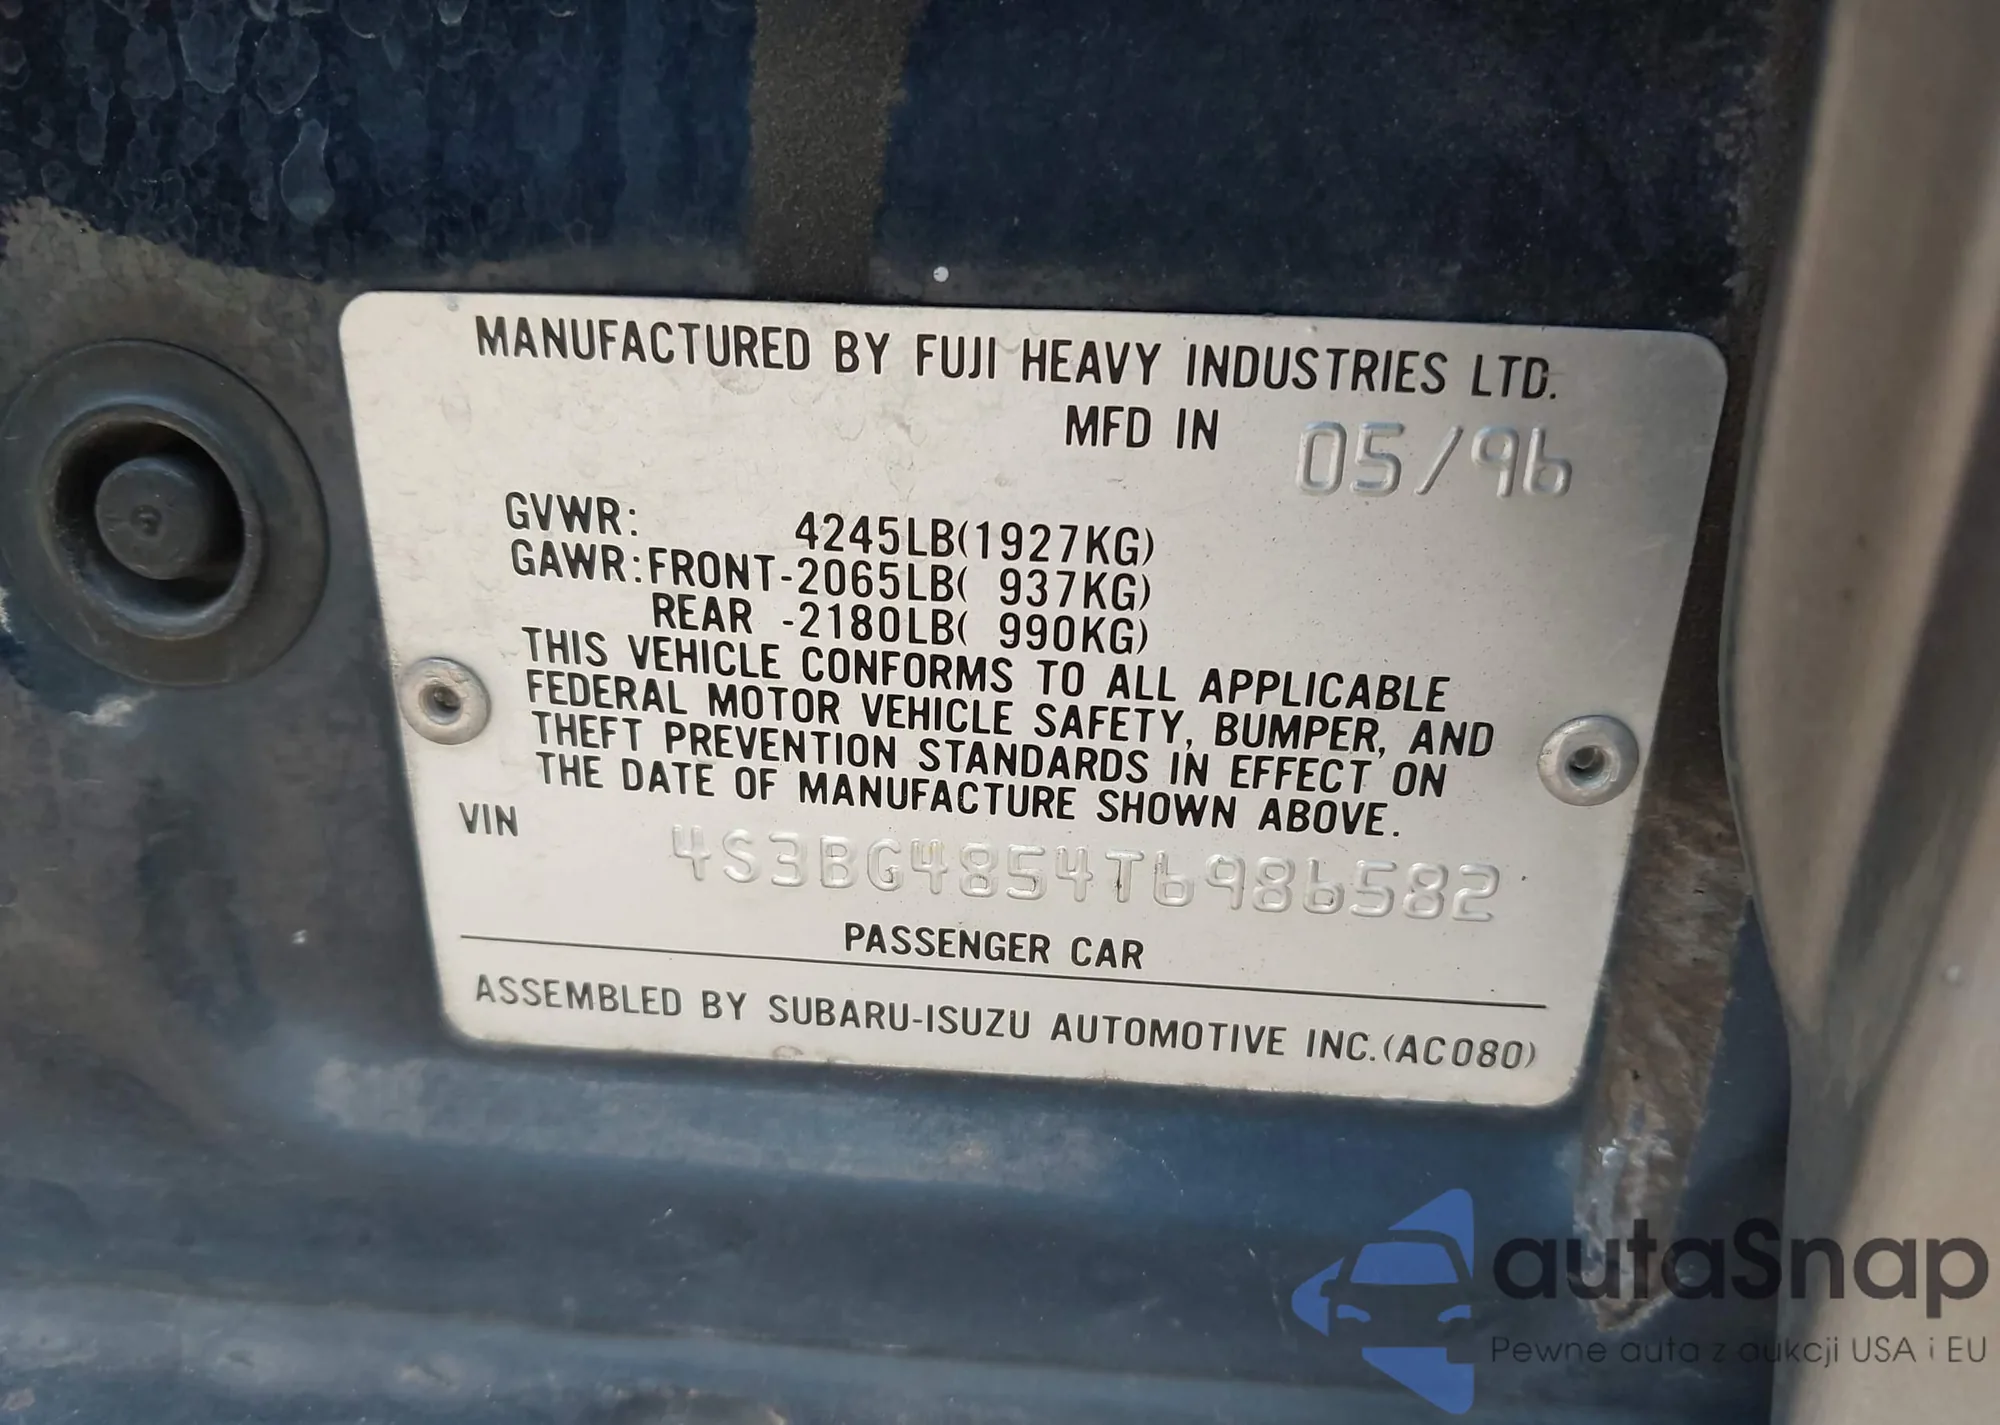 MANUFACTURED BY FUJI HEAVY INDUSTRIES LTD.
MFD IN 05/96
GVWR: 4245LB(1927KG)
GAWR:FRONT-2065LB( 937KG)
REAR -2180LB( 990KG)
THIS VEHICLE CONFORMS TO ALL APPLICABLE
FEDERAL MOTOR VEHICLE SAFETY, BUMPER, AND
THEFT PREVENTION STANDARDS IN EFFECT ON
THE DATE OF MANUFACTURE SHOWN ABOVE.
VIN 4S3BG4854T6986582
PASSENGER CAR
ASSEMBLED BY SUBARU-ISUZU AUTOMOTIVE INC.(AC080)
autaSnap
Pewne auta z aukcji USA i EU